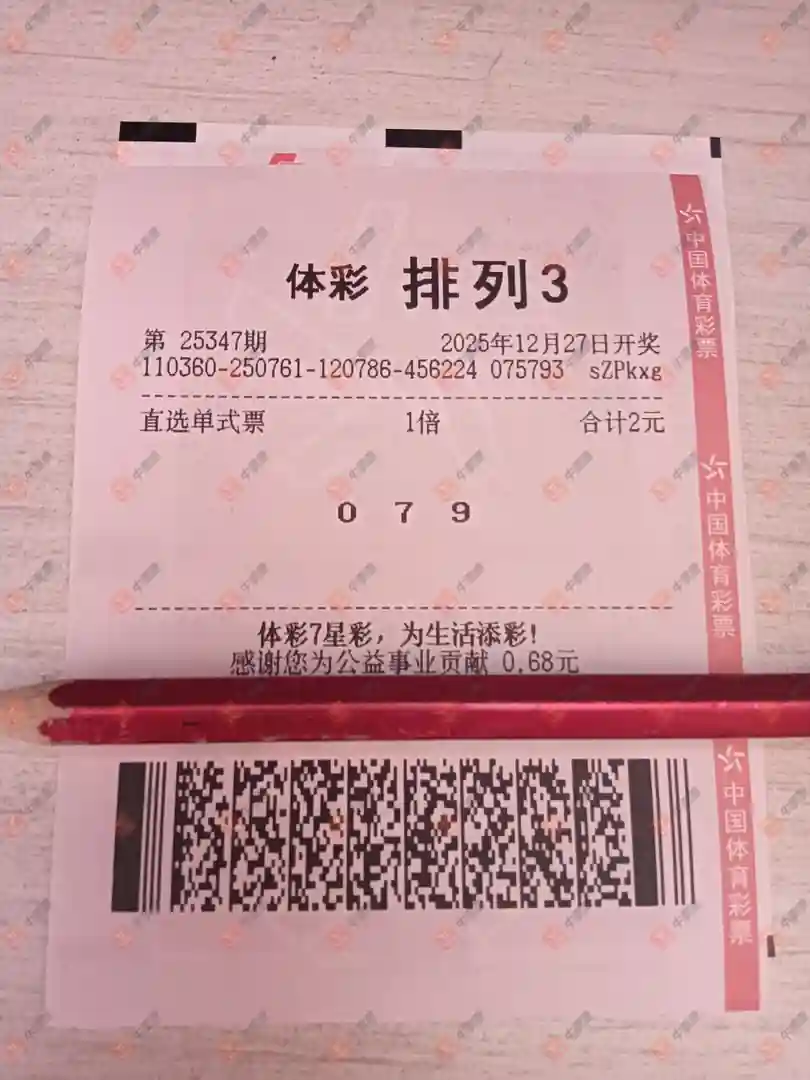 体彩 排列3
第 25347期 2025年12月27日开奖
110360-250761-120786-456224 075793 sZPkxg
直选单式票 1倍 合计2元
0 7 9
体彩7星彩，为生活添彩!
感谢您为公益事业贡献 0.68元
中国体育彩票
中国体育彩票
中国体育彩票